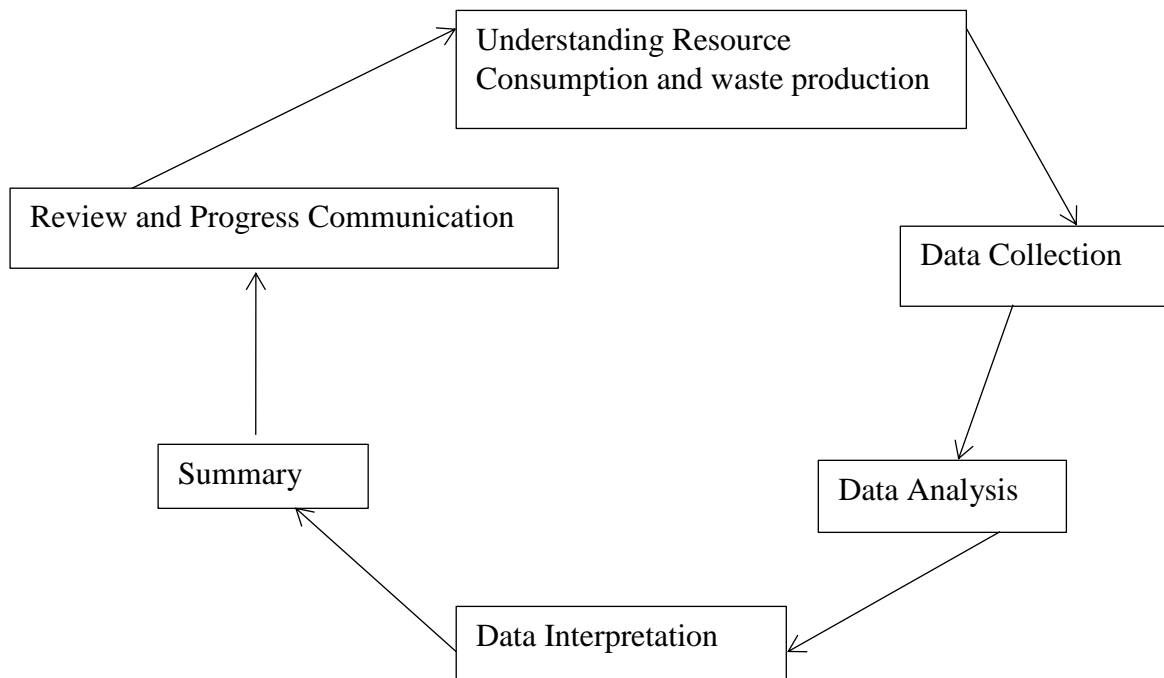 Understanding Resource
Consumption and waste production
Review and Progress Communication
Data Collection
Summary
Data Analysis
Data Interpretation